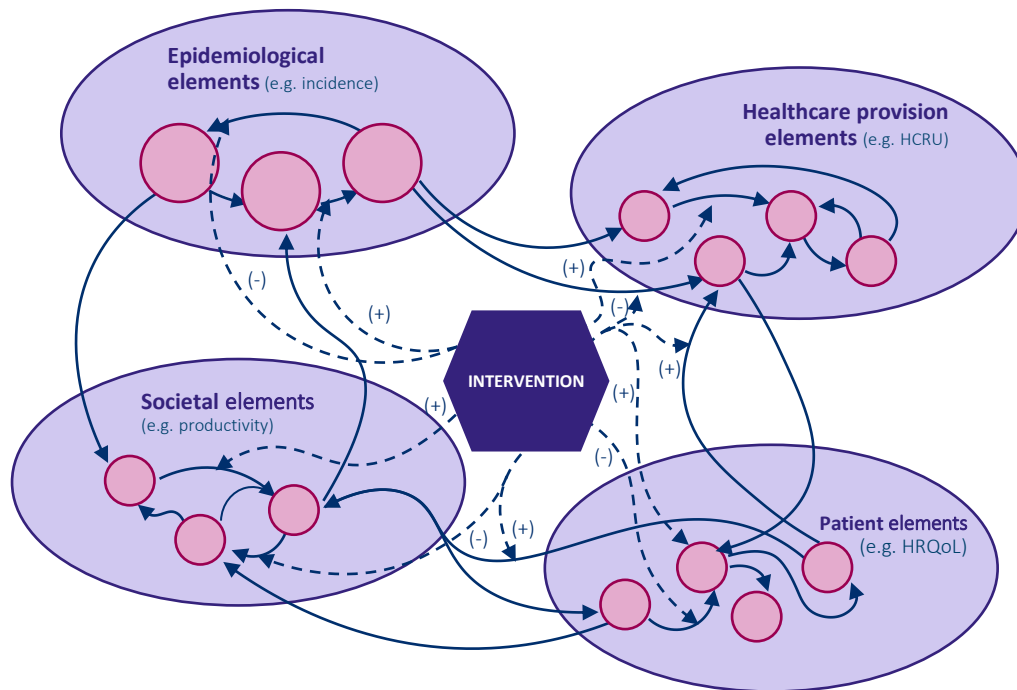 Epidemiological
elements (e.g. incidence)
Healthcare provision
elements (e.g. HCRU)
(-)
(+)
(+)
(-)
(+)
INTERVENTION
(+)
Societal elements
(e.g. productivity)
(+)
(-)
(-)
(+)
Patient elements
(e.g. HRQoL)